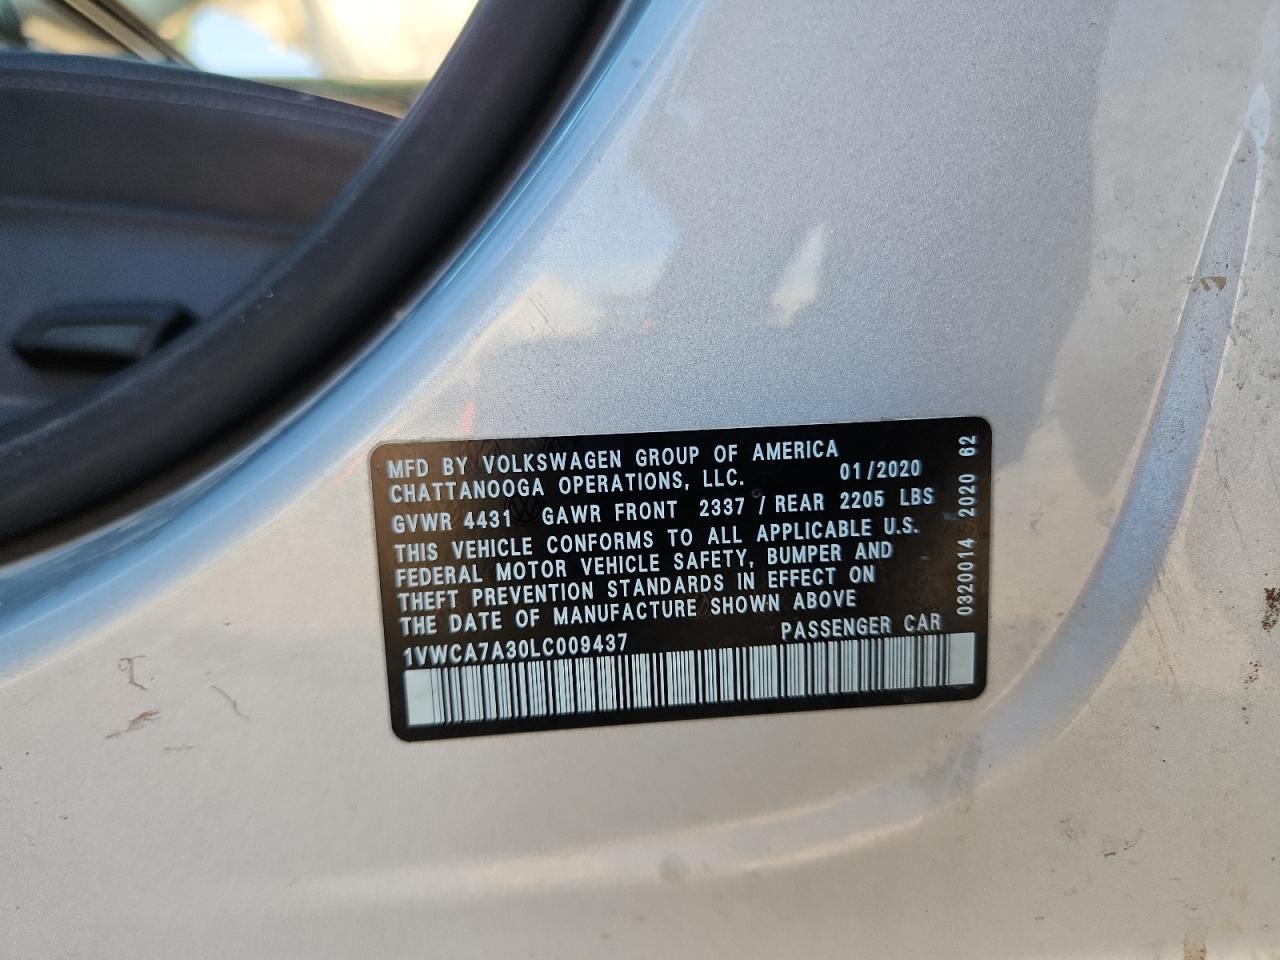 MFD BY VOLKSWAGEN GROUP OF AMERICA
CHATTANOOGA OPERATIONS, LLC. 01/2020
GVWR 4431 GAWR FRONT 2337 / REAR 2205 LBS
THIS VEHICLE CONFORMS TO ALL APPLICABLE U.S.
FEDERAL MOTOR VEHICLE SAFETY, BUMPER AND
THEFT PREVENTION STANDARDS IN EFFECT ON
THE DATE OF MANUFACTURE SHOWN ABOVE
1VWCA7A30LC009437 PASSENGER CAR
0320014 2020 62